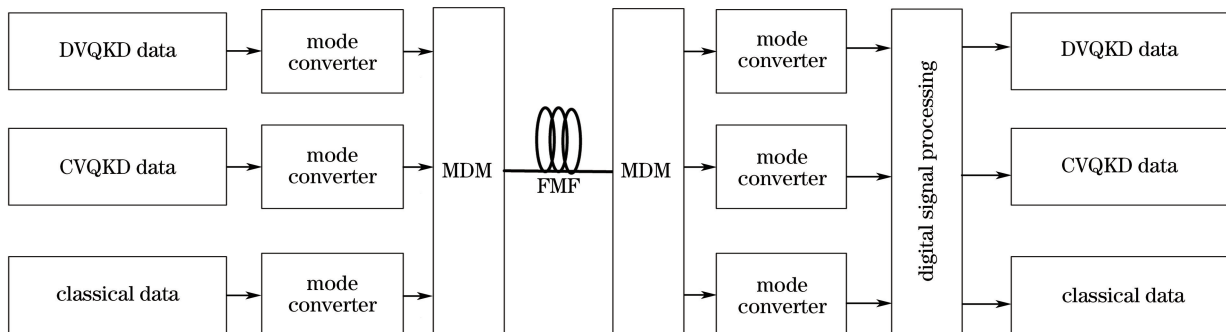 DVQKD data
mode
converter
mode
converter
DVQKD data
CVQKD data
mode
converter
MDM
FMF
MDM
mode
converter
digital signal processing
CVQKD data
classical data
mode
converter
mode
converter
classical data